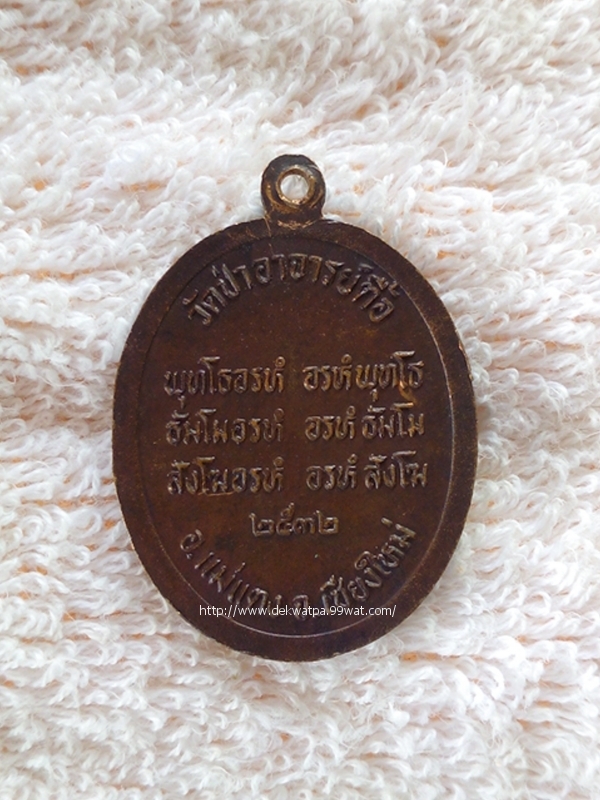 วัดป่าอาจารย์ตื้อ
พุทโธอรหํ อรหํพุทโธ
ธัมโมอรหํ อรหํธัมโม
สังโฆอรหํ อรหํสังโฆ
๒๕๓๒
อ.แม่แตง จ.เชียงใหม่
http://www.dekwatpa.99wat.com/